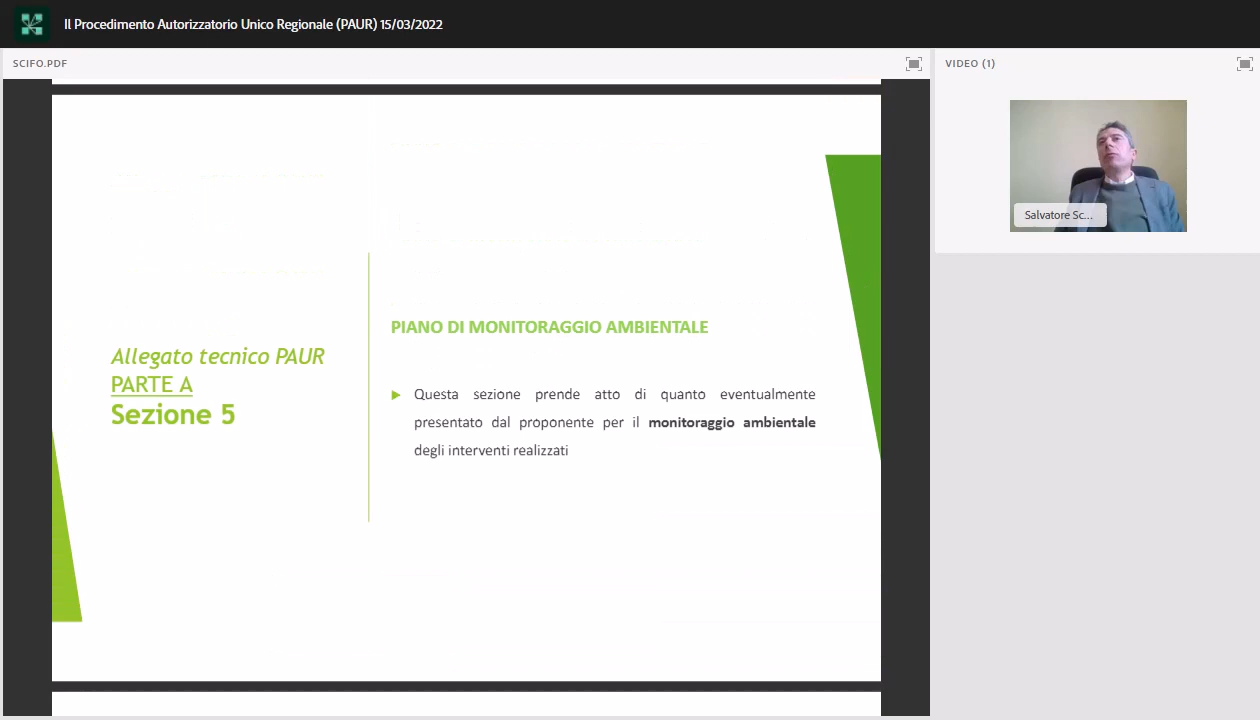 Il Procedimento Autorizzatorio Unico Regionale (PAUR) 15/03/2022
SCIFO.PDF
VIDEO (1)
Salvatore Sc...
Allegato tecnico PAUR
PARTE A
Sezione 5
PIANO DI MONITORAGGIO AMBIENTALE
Questa sezione prende atto di quanto eventualmente
presentato dal proponente per il monitoraggio ambientale
degli interventi realizzati